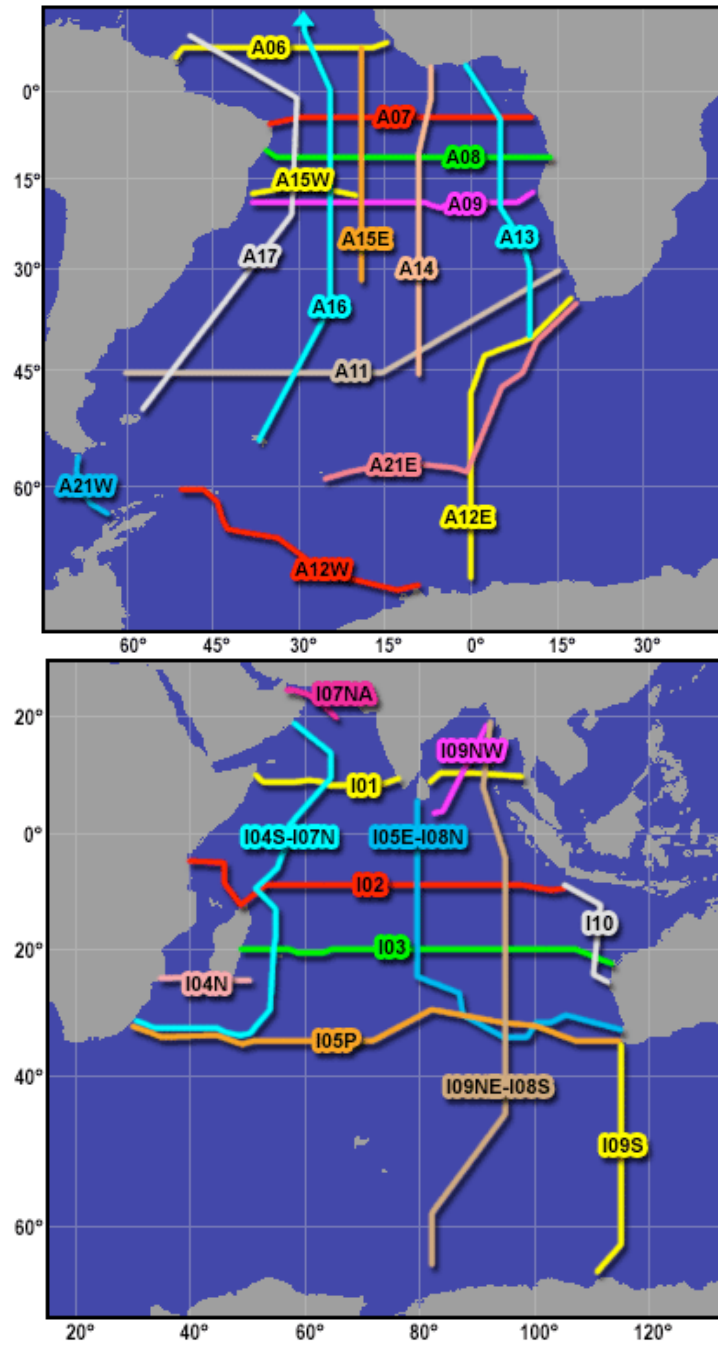 A06
0°
A07
A08
15°
A15W
A09
A17
A15E
A13
30°
A14
A16
45°
A11
A21E
A21W
60°
A12E
A12W
60°
45°
30°
15°
0°
15°
30°
I07NA
20°
I09NW
I01
0°
I04S-I07N
I05E-I08N
I02
I10
20°
I03
I04N
I05P
40°
I09NE-I08S
I09S
60°
20°
40°
60°
80°
100°
120°